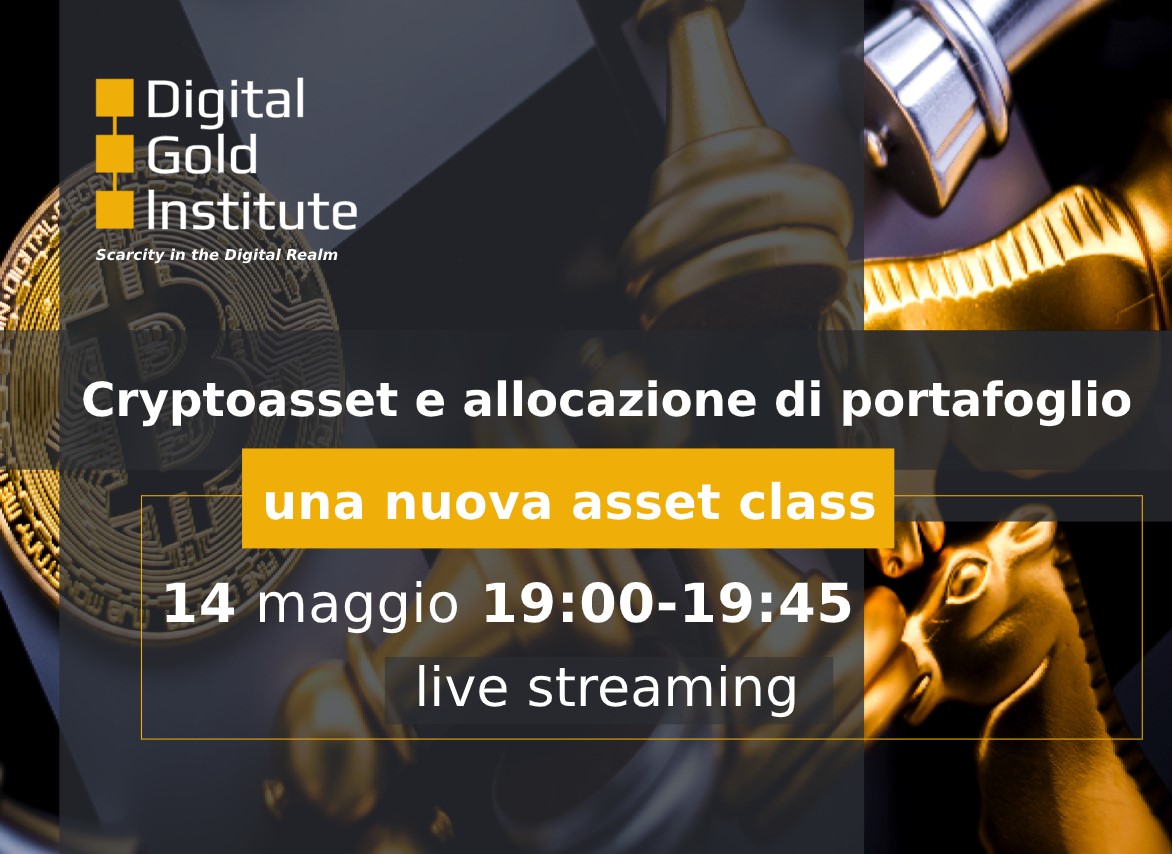 Digital
Gold
Institute
Scarcity in the Digital Realm
Cryptoasset e allocazione di portafoglio
una nuova asset class
14 maggio 19:00-19:45
live streaming